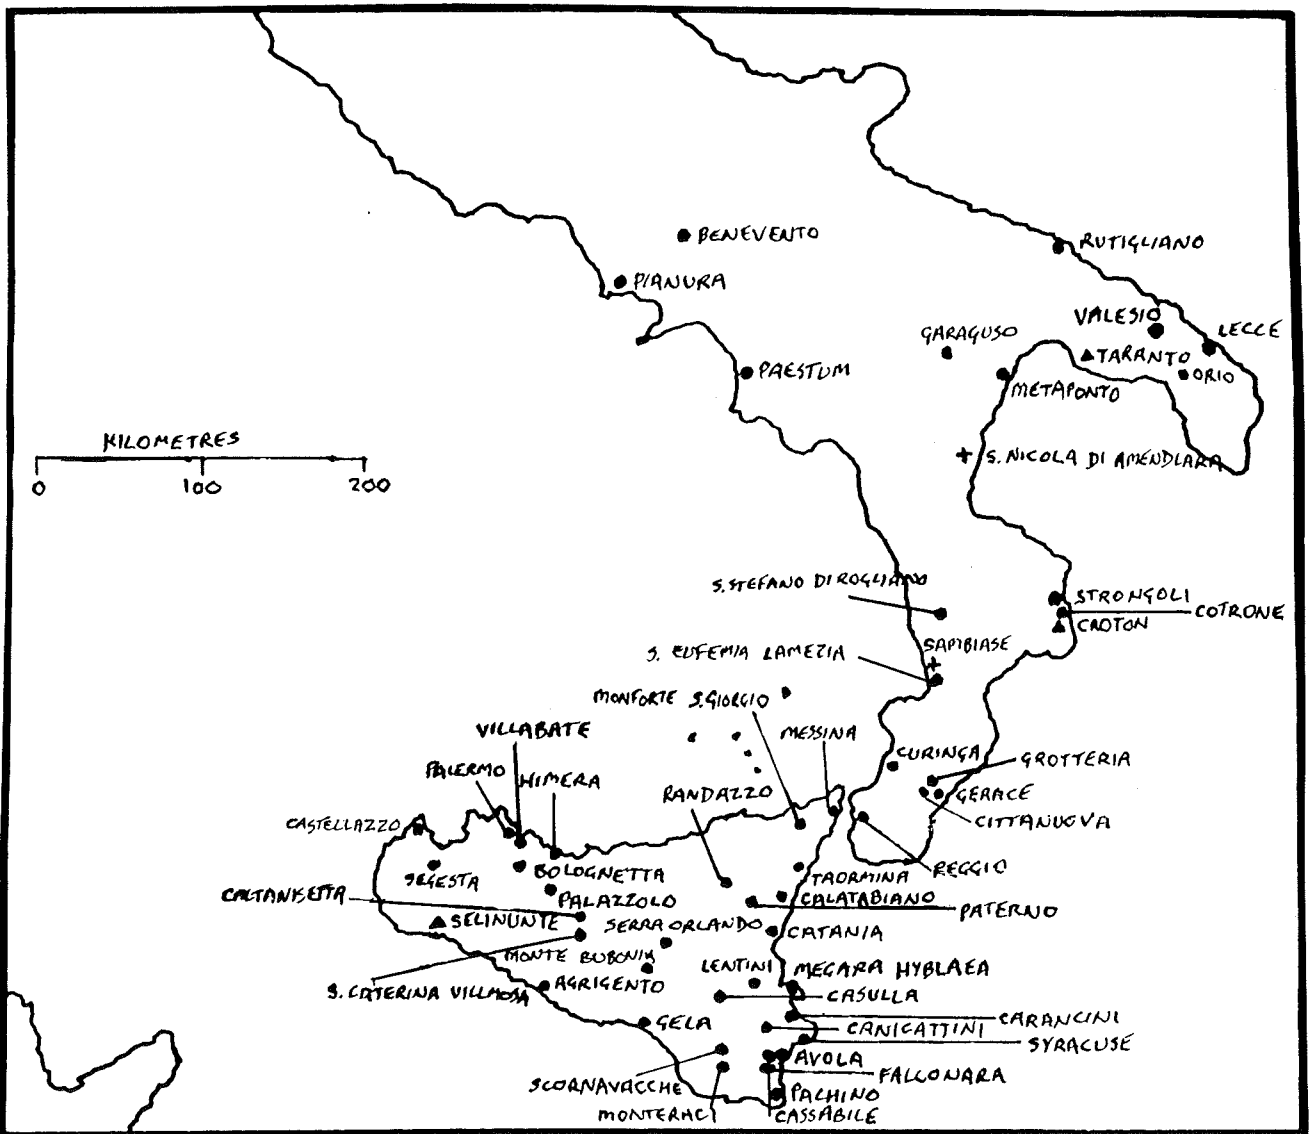 BENEVENTO
RUTIGLIANO
PIANURA
VALESIO
LECCE
GARAGUSO
TARANTO
ORIO
PAESTUM
METAPONTO
KILOMETRES
0 100 200
S. NICOLA DI AMENDLARA
S. STEFANO DI ROGLIANO
STRONGOLI
COTRONE
CROTON
SAMBIASE
S. EUFEMIA LAMEZIA
MONFORTE S. GIORGIO
VILLABATE
MESSINA
CURINGA
GROTTERIA
PALERMO
HIMERA
RANDAZZO
GERACE
CITTANUOVA
CASTELLAZZO
REGGIO
SEGESTA
BOLOGNETTA
TAORMINA
CALTANISETTA
PALAZZOLO
CALATABIANO
PATERNO
SELINUNTE
SERRA ORLANDO
CATANIA
MONTE BUBONIA
LENTINI
MEGARA HYBLAEA
S. CATERINA VILLMOSA
AGRIGENTO
CASULLA
GELA
CARANCINI
CANICATTINI
SYRACUSE
AVOLA
SCORNAVACCHE
FALLONARA
PACHINO
MONTERAC
CASSABILE